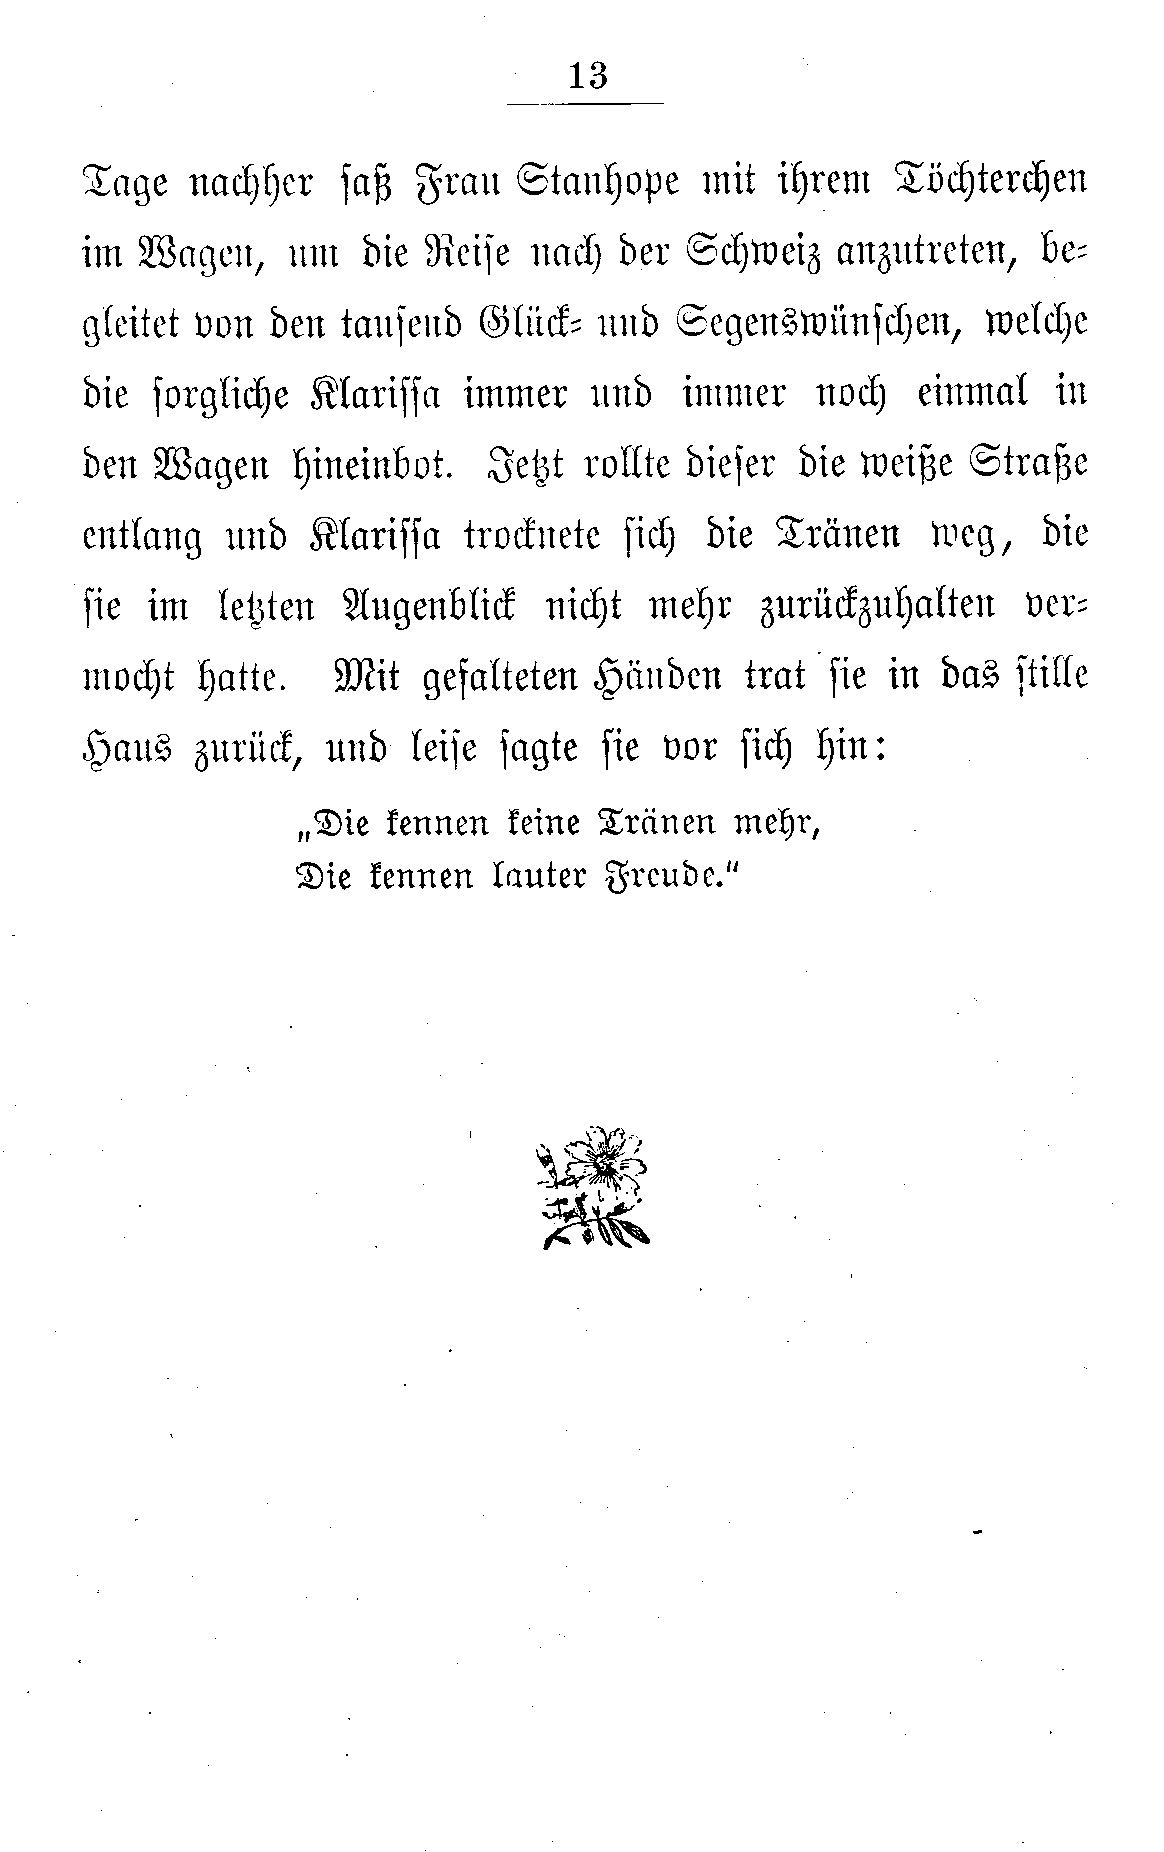 13
Tage nachher saß Frau Stanhope mit ihrem Töchterchen
im Wagen, um die Reise nach der Schweiz anzutreten, be-
gleitet von den tausend Glück- und Segenswünschen, welche
die sorgliche Klarissa immer und immer noch einmal in
den Wagen hineinbot. Jetzt rollte dieser die weiße Straße
entlang und Klarissa trocknete sich die Tränen weg, die
sie im letzten Augenblick nicht mehr zurückzuhalten ver-
mocht hatte. Mit gefalteten Händen trat sie in das stille
Haus zurück, und leise sagte sie vor sich hin:
„Die kennen keine Tränen mehr,
Die kennen lauter Freude.“